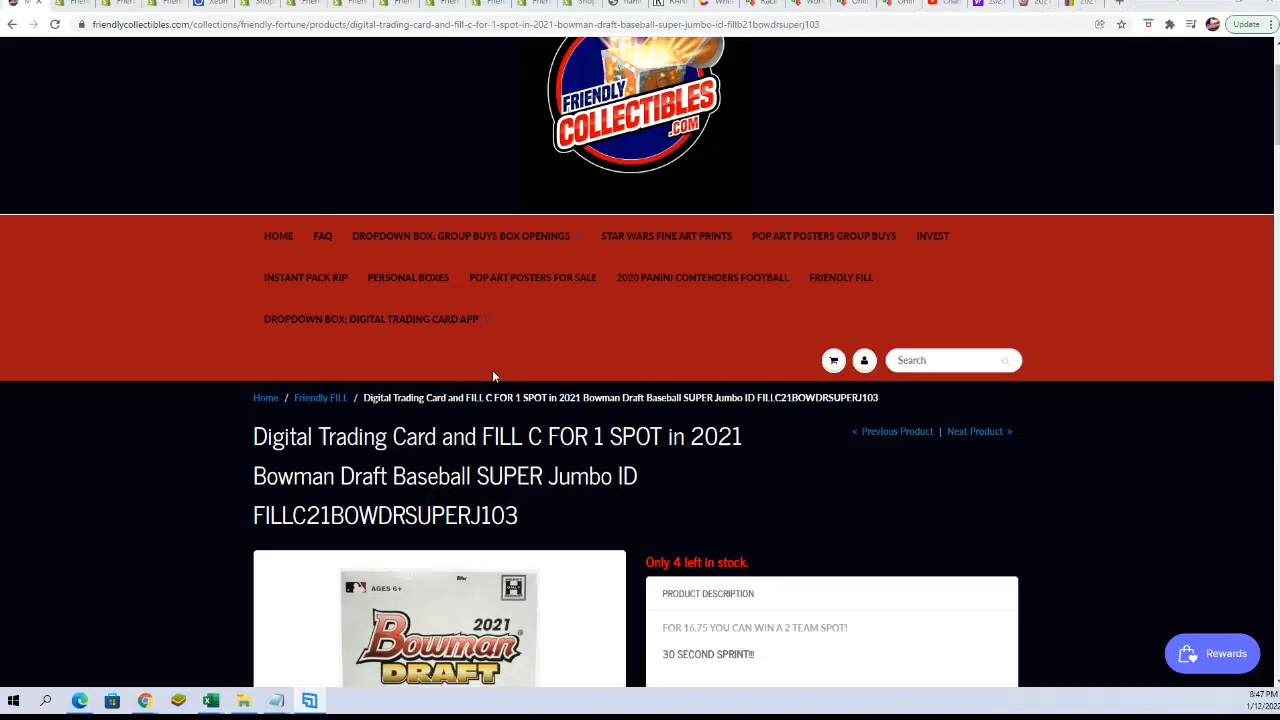 friendlycollectibles.com/collections/friendly-fortune/products/digital-trading-card-and-fill-c-for-1-spot-in-2021-bowman-draft-baseball-super-jumbo-id-fillc21bowdrsuperj103
Update
FRIENDLY
COLLECTIBLES
.COM
HOME FAQ DROPDOWN BOX: GROUP BUYS BOX OPENINGS STAR WARS FINE ART PRINTS POP ART POSTERS GROUP BUYS INVEST
INSTANT PACK RIP PERSONAL BOXES POP ART POSTERS FOR SALE 2020 PANINI CONTENDERS FOOTBALL FRIENDLY FILL
DROPDOWN BOX: DIGITAL TRADING CARD APP
Search
Home / Friendly FILL / Digital Trading Card and FILL C FOR 1 SPOT in 2021 Bowman Draft Baseball SUPER Jumbo ID FILLC21BOWDRSUPERJ103
« Previous Product | Next Product »
Digital Trading Card and FILL C FOR 1 SPOT in 2021
Bowman Draft Baseball SUPER Jumbo ID
FILLC21BOWDRSUPERJ103
Only 4 left in stock.
PRODUCT DESCRIPTION
FOR 16.75 YOU CAN WIN A 2 TEAM SPOT!
30 SECOND SPRINT!!!
AGES 6+
Topps
2021
Bowman
DRAFT
Rewards
8:47 PM
1/12/2022